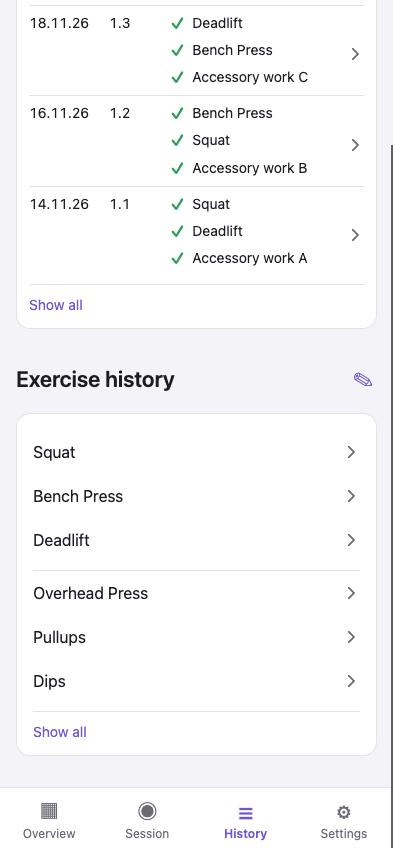 18.11.26 1.3 ✓ Deadlift
✓ Bench Press
✓ Accessory work C
16.11.26 1.2 ✓ Bench Press
✓ Squat
✓ Accessory work B
14.11.26 1.1 ✓ Squat
✓ Deadlift
✓ Accessory work A
Show all
Exercise history
Squat
Bench Press
Deadlift
Overhead Press
Pullups
Dips
Show all
Overview Session History Settings